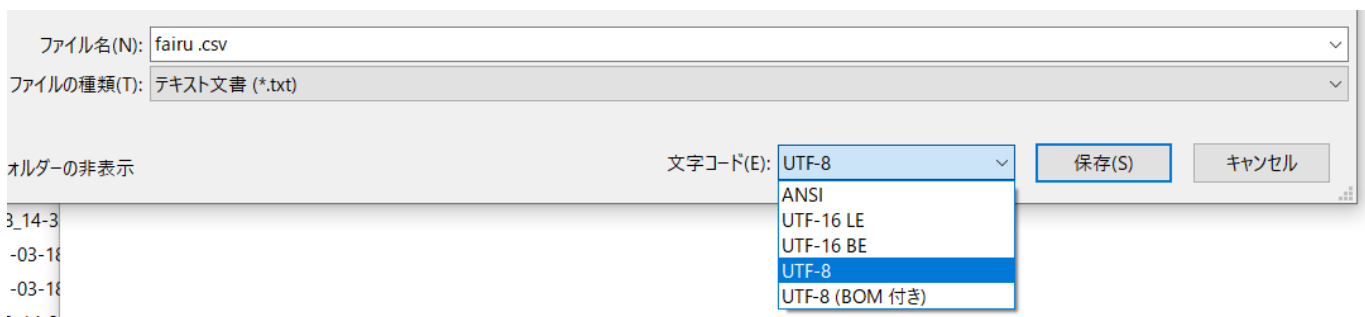 ファイル名(N): fairu .csv
ファイルの種類(T): テキスト文書 (*.txt)
ォルダーの非表示
文字コード(E): UTF-8
保存(S)
キャンセル
ANSI
UTF-16 LE
UTF-16 BE
UTF-8
UTF-8 (BOM 付き)
3_14-3
-03-18
-03-18